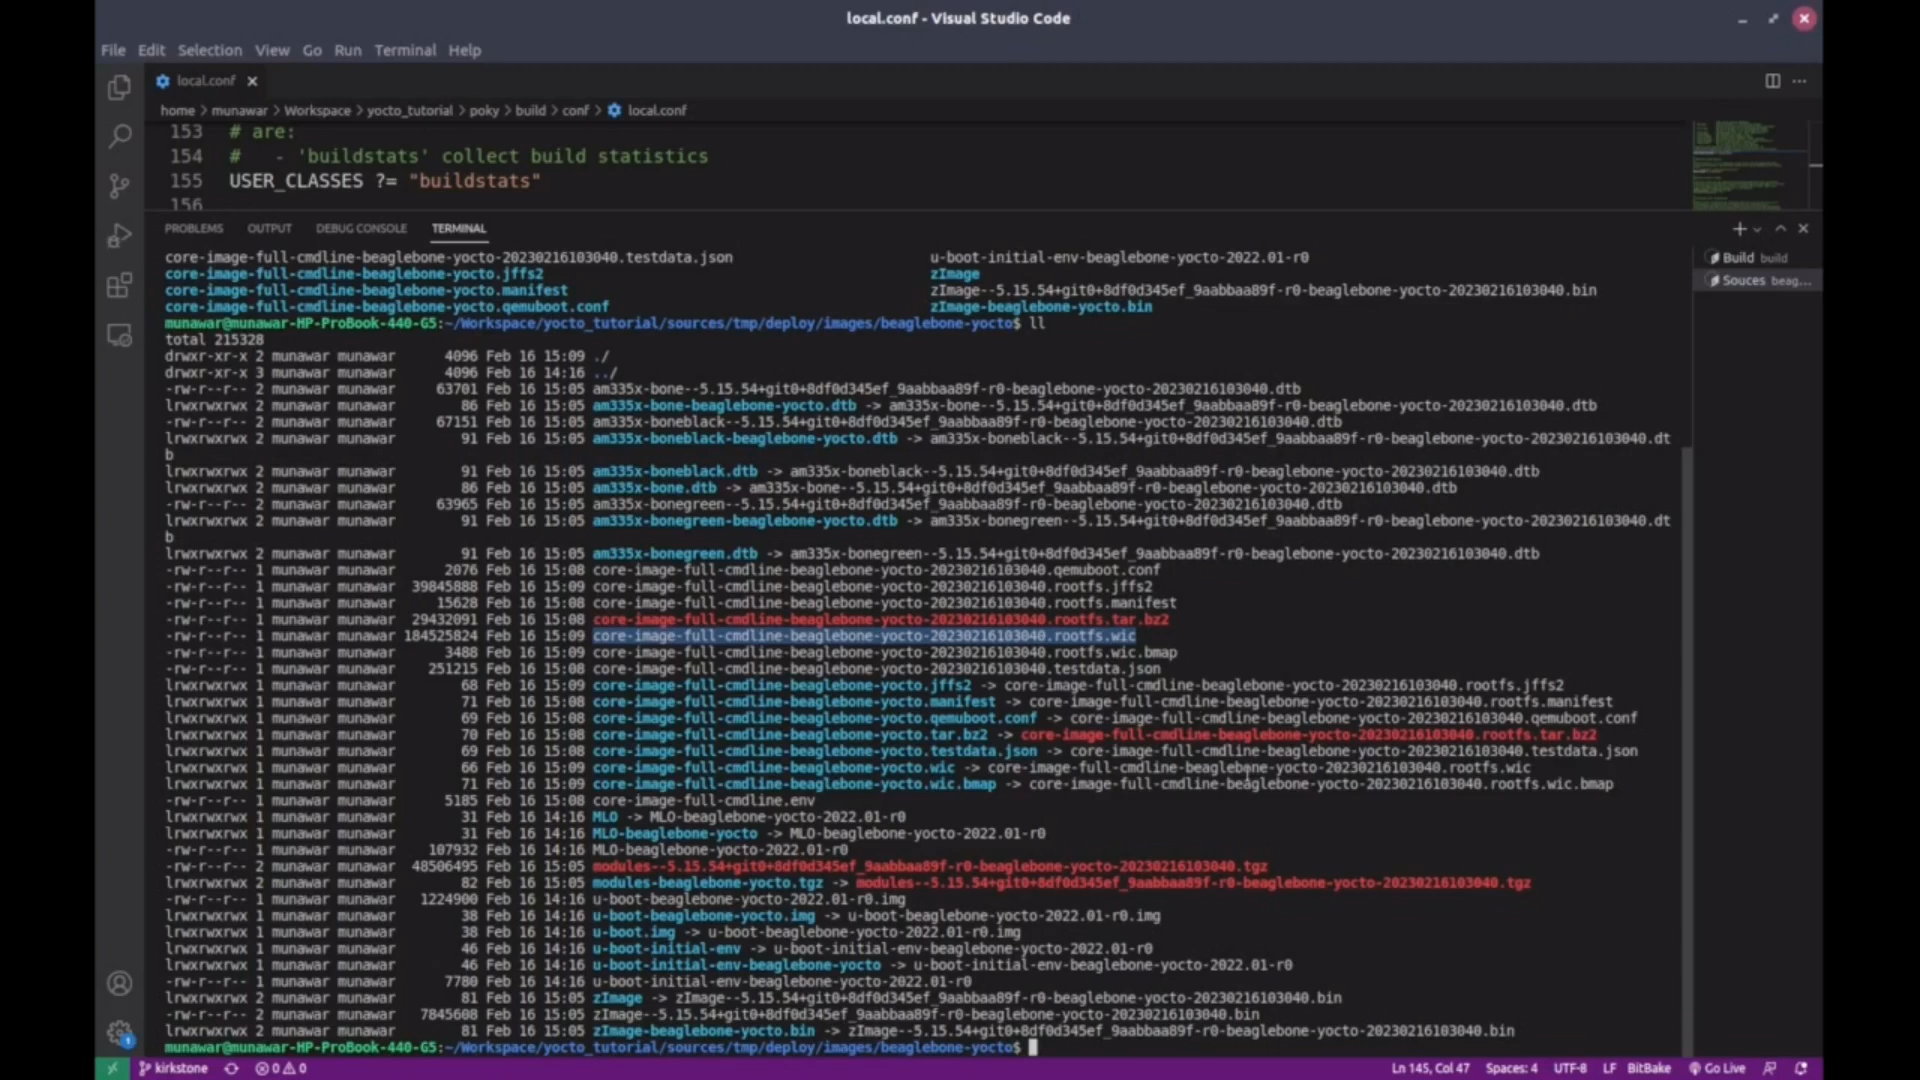 local.conf - Visual Studio Code
File Edit Selection View Go Run Terminal Help
local.conf
home > munawar > Workspace > yocto_tutorial > poky > build > conf > local.conf
153 # are:
154 #   - 'buildstats' collect build statistics
155 USER_CLASSES ?= "buildstats"
156
PROBLEMS OUTPUT DEBUG CONSOLE TERMINAL
Build build
Souces beag...
core-image-full-cmdline-beaglebone-yocto-20230216103040.testdata.json u-boot-initial-env-beaglebone-yocto-2022.01-r0
core-image-full-cmdline-beaglebone-yocto.jffs2 zImage
core-image-full-cmdline-beaglebone-yocto.manifest zImage--5.15.54+git0+8df0d345ef_9aabbaa89f-r0-beaglebone-yocto-20230216103040.bin
core-image-full-cmdline-beaglebone-yocto.qemuboot.conf zImage-beaglebone-yocto.bin
munawar@munawar-HP-ProBook-440-G5:~/Workspace/yocto_tutorial/sources/tmp/deploy/images/beaglebone-yocto$ ll
total 215328
drwxr-xr-x 2 munawar munawar 4096 Feb 16 15:09 ./
drwxr-xr-x 3 munawar munawar 4096 Feb 16 14:16 ../
-rw-r--r-- 2 munawar munawar 63701 Feb 16 15:05 am335x-bone--5.15.54+git0+8df0d345ef_9aabbaa89f-r0-beaglebone-yocto-20230216103040.dtb
lrwxrwxrwx 2 munawar munawar 86 Feb 16 15:05 am335x-bone-beaglebone-yocto.dtb -> am335x-bone--5.15.54+git0+8df0d345ef_9aabbaa89f-r0-beaglebone-yocto-20230216103040.dtb
-rw-r--r-- 2 munawar munawar 67151 Feb 16 15:05 am335x-boneblack--5.15.54+git0+8df0d345ef_9aabbaa89f-r0-beaglebone-yocto-20230216103040.dtb
lrwxrwxrwx 2 munawar munawar 91 Feb 16 15:05 am335x-boneblack-beaglebone-yocto.dtb -> am335x-boneblack--5.15.54+git0+8df0d345ef_9aabbaa89f-r0-beaglebone-yocto-20230216103040.dt
b
lrwxrwxrwx 2 munawar munawar 91 Feb 16 15:05 am335x-boneblack.dtb -> am335x-boneblack--5.15.54+git0+8df0d345ef_9aabbaa89f-r0-beaglebone-yocto-20230216103040.dtb
lrwxrwxrwx 2 munawar munawar 86 Feb 16 15:05 am335x-bone.dtb -> am335x-bone--5.15.54+git0+8df0d345ef_9aabbaa89f-r0-beaglebone-yocto-20230216103040.dtb
-rw-r--r-- 2 munawar munawar 63965 Feb 16 15:05 am335x-bonegreen--5.15.54+git0+8df0d345ef_9aabbaa89f-r0-beaglebone-yocto-20230216103040.dtb
lrwxrwxrwx 2 munawar munawar 91 Feb 16 15:05 am335x-bonegreen-beaglebone-yocto.dtb -> am335x-bonegreen--5.15.54+git0+8df0d345ef_9aabbaa89f-r0-beaglebone-yocto-20230216103040.dt
b
lrwxrwxrwx 2 munawar munawar 91 Feb 16 15:05 am335x-bonegreen.dtb -> am335x-bonegreen--5.15.54+git0+8df0d345ef_9aabbaa89f-r0-beaglebone-yocto-20230216103040.dtb
-rw-r--r-- 1 munawar munawar 2076 Feb 16 15:08 core-image-full-cmdline-beaglebone-yocto-20230216103040.qemuboot.conf
-rw-r--r-- 1 munawar munawar 39845888 Feb 16 15:09 core-image-full-cmdline-beaglebone-yocto-20230216103040.rootfs.jffs2
-rw-r--r-- 1 munawar munawar 15628 Feb 16 15:08 core-image-full-cmdline-beaglebone-yocto-20230216103040.rootfs.manifest
-rw-r--r-- 1 munawar munawar 29432091 Feb 16 15:08 core-image-full-cmdline-beaglebone-yocto-20230216103040.rootfs.tar.bz2
-rw-r--r-- 1 munawar munawar 184525824 Feb 16 15:09 core-image-full-cmdline-beaglebone-yocto-20230216103040.rootfs.wic
-rw-r--r-- 1 munawar munawar 3488 Feb 16 15:09 core-image-full-cmdline-beaglebone-yocto-20230216103040.rootfs.wic.bmap
-rw-r--r-- 1 munawar munawar 251215 Feb 16 15:08 core-image-full-cmdline-beaglebone-yocto-20230216103040.testdata.json
lrwxrwxrwx 1 munawar munawar 68 Feb 16 15:09 core-image-full-cmdline-beaglebone-yocto.jffs2 -> core-image-full-cmdline-beaglebone-yocto-20230216103040.rootfs.jffs2
lrwxrwxrwx 1 munawar munawar 71 Feb 16 15:08 core-image-full-cmdline-beaglebone-yocto.manifest -> core-image-full-cmdline-beaglebone-yocto-20230216103040.rootfs.manifest
lrwxrwxrwx 1 munawar munawar 69 Feb 16 15:08 core-image-full-cmdline-beaglebone-yocto.qemuboot.conf -> core-image-full-cmdline-beaglebone-yocto-20230216103040.qemuboot.conf
lrwxrwxrwx 1 munawar munawar 70 Feb 16 15:08 core-image-full-cmdline-beaglebone-yocto.tar.bz2 -> core-image-full-cmdline-beaglebone-yocto-20230216103040.rootfs.tar.bz2
lrwxrwxrwx 1 munawar munawar 69 Feb 16 15:08 core-image-full-cmdline-beaglebone-yocto.testdata.json -> core-image-full-cmdline-beaglebone-yocto-20230216103040.testdata.json
lrwxrwxrwx 1 munawar munawar 66 Feb 16 15:09 core-image-full-cmdline-beaglebone-yocto.wic -> core-image-full-cmdline-beaglebone-yocto-20230216103040.rootfs.wic
lrwxrwxrwx 1 munawar munawar 71 Feb 16 15:09 core-image-full-cmdline-beaglebone-yocto.wic.bmap -> core-image-full-cmdline-beaglebone-yocto-20230216103040.rootfs.wic.bmap
-rw-r--r-- 1 munawar munawar 5185 Feb 16 15:08 core-image-full-cmdline.env
lrwxrwxrwx 1 munawar munawar 31 Feb 16 14:16 MLO -> MLO-beaglebone-yocto-2022.01-r0
lrwxrwxrwx 1 munawar munawar 31 Feb 16 14:16 MLO-beaglebone-yocto -> MLO-beaglebone-yocto-2022.01-r0
-rw-r--r-- 1 munawar munawar 107932 Feb 16 14:16 MLO-beaglebone-yocto-2022.01-r0
-rw-r--r-- 2 munawar munawar 48506495 Feb 16 15:05 modules--5.15.54+git0+8df0d345ef_9aabbaa89f-r0-beaglebone-yocto-20230216103040.tgz
lrwxrwxrwx 2 munawar munawar 82 Feb 16 15:05 modules-beaglebone-yocto.tgz -> modules--5.15.54+git0+8df0d345ef_9aabbaa89f-r0-beaglebone-yocto-20230216103040.tgz
-rw-r--r-- 1 munawar munawar 1224900 Feb 16 14:16 u-boot-beaglebone-yocto-2022.01-r0.img
lrwxrwxrwx 1 munawar munawar 38 Feb 16 14:16 u-boot-beaglebone-yocto.img -> u-boot-beaglebone-yocto-2022.01-r0.img
lrwxrwxrwx 1 munawar munawar 38 Feb 16 14:16 u-boot.img -> u-boot-beaglebone-yocto-2022.01-r0.img
lrwxrwxrwx 1 munawar munawar 46 Feb 16 14:16 u-boot-initial-env -> u-boot-initial-env-beaglebone-yocto-2022.01-r0
lrwxrwxrwx 1 munawar munawar 46 Feb 16 14:16 u-boot-initial-env-beaglebone-yocto -> u-boot-initial-env-beaglebone-yocto-2022.01-r0
-rw-r--r-- 1 munawar munawar 7780 Feb 16 14:16 u-boot-initial-env-beaglebone-yocto-2022.01-r0
lrwxrwxrwx 2 munawar munawar 81 Feb 16 15:05 zImage -> zImage--5.15.54+git0+8df0d345ef_9aabbaa89f-r0-beaglebone-yocto-20230216103040.bin
-rw-r--r-- 2 munawar munawar 7845608 Feb 16 15:05 zImage--5.15.54+git0+8df0d345ef_9aabbaa89f-r0-beaglebone-yocto-20230216103040.bin
lrwxrwxrwx 2 munawar munawar 81 Feb 16 15:05 zImage-beaglebone-yocto.bin -> zImage--5.15.54+git0+8df0d345ef_9aabbaa89f-r0-beaglebone-yocto-20230216103040.bin
munawar@munawar-HP-ProBook-440-G5:~/Workspace/yocto_tutorial/sources/tmp/deploy/images/beaglebone-yocto$
1
kirkstone 0 0 Ln 145, Col 47 Spaces: 4 UTF-8 LF BitBake Go Live